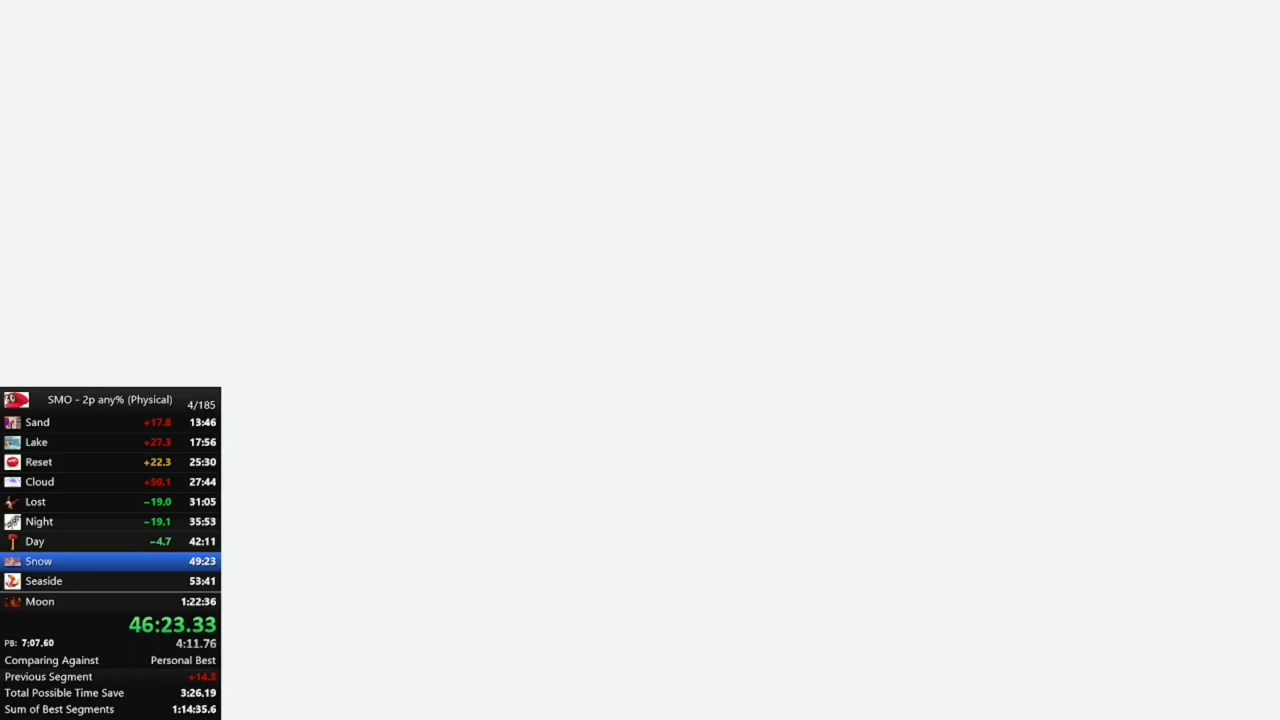 SMO - 2p any% (Physical) 4/185
Sand +17.8 13:46
Lake +27.3 17:56
Reset +22.3 25:30
Cloud +50.1 27:44
Lost −19.0 31:05
Night −19.1 35:53
Day −4.7 42:11
Snow 49:23
Seaside 53:41
Moon 1:22:36
46:23.33
PB: 7:07.60 4:11.76
Comparing Against Personal Best
Previous Segment +14.3
Total Possible Time Save 3:26.19
Sum of Best Segments 1:14:35.6